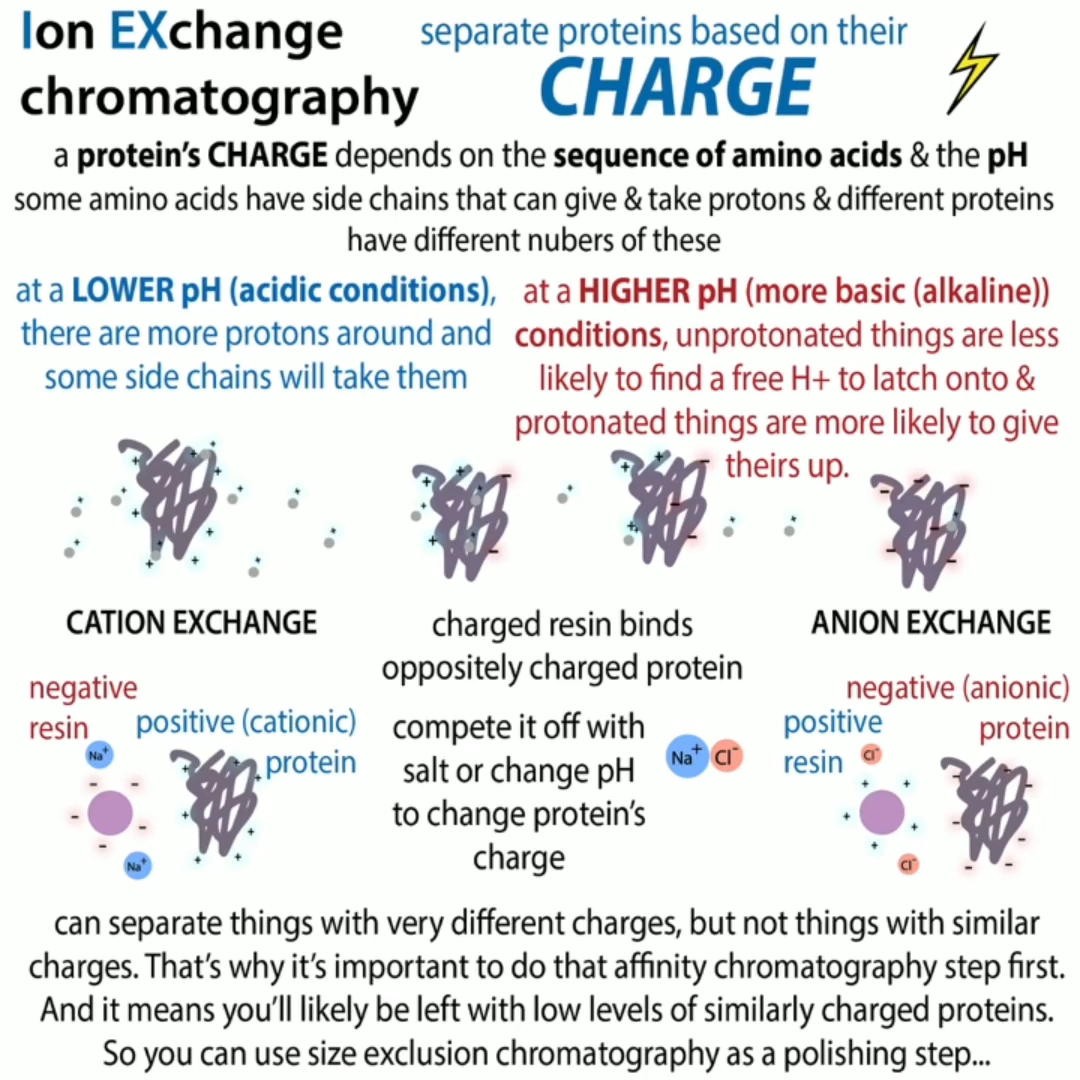 Ion EXchange
chromatography
separate proteins based on their
CHARGE
a protein's CHARGE depends on the sequence of amino acids & the pH
some amino acids have side chains that can give & take protons & different proteins
have different nubers of these
at a LOWER pH (acidic conditions),
there are more protons around and
some side chains will take them
at a HIGHER pH (more basic (alkaline))
conditions, unprotonated things are less
likely to find a free H+ to latch onto &
protonated things are more likely to give
theirs up.
CATION EXCHANGE
negative
resin
positive (cationic)
protein
Na+
Na+
charged resin binds
oppositely charged protein
compete it off with
salt or change pH
to change protein's
charge
Na+ Cl-
ANION EXCHANGE
negative (anionic)
protein
positive
resin
Cl-
Cl-
can separate things with very different charges, but not things with similar
charges. That's why it's important to do that affinity chromatography step first.
And it means you'll likely be left with low levels of similarly charged proteins.
So you can use size exclusion chromatography as a polishing step...